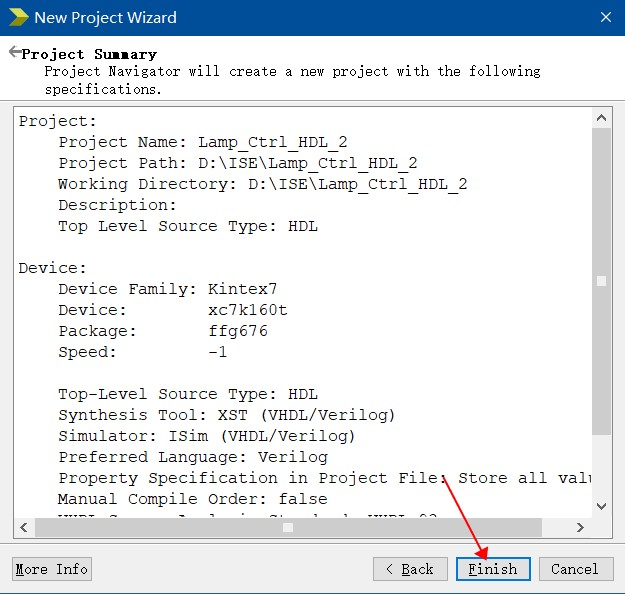 New Project Wizard
Project Summary
Project Navigator will create a new project with the following
specifications.
Project:
Project Name: Lamp_Ctrl_HDL_2
Project Path: D:\ISE\Lamp_Ctrl_HDL_2
Working Directory: D:\ISE\Lamp_Ctrl_HDL_2
Description:
Top Level Source Type: HDL
Device:
Device Family: Kintex7
Device: xc7k160t
Package: ffg676
Speed: -1
Top-Level Source Type: HDL
Synthesis Tool: XST (VHDL/Verilog)
Simulator: ISim (VHDL/Verilog)
Preferred Language: Verilog
Property Specification in Project File: Store all
Manual Compile Order: false
More Info
< Back
Finish
Cancel